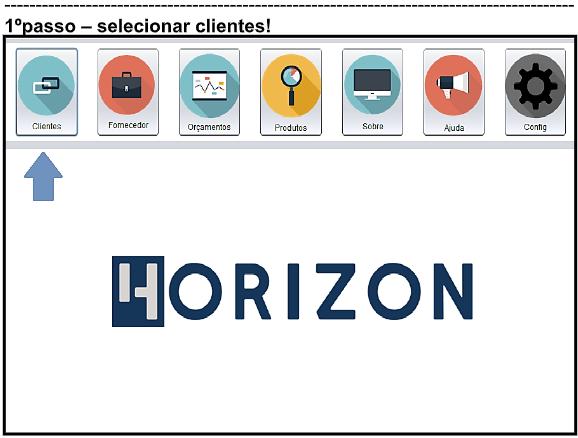 1ºpasso – selecionar clientes!
Clientes
Fornecedor
Orçamentos
Produtos
Sobre
Ajuda
Config
HORIZON